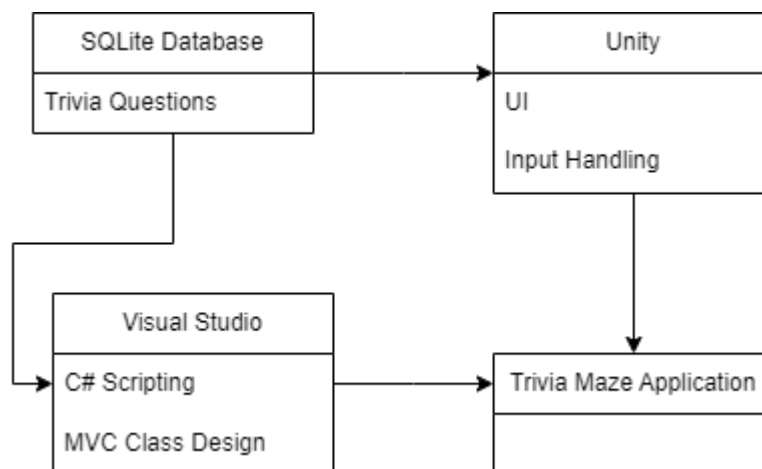 SQLite Database
Trivia Questions
Unity
UI
Input Handling
Visual Studio
C# Scripting
MVC Class Design
Trivia Maze Application